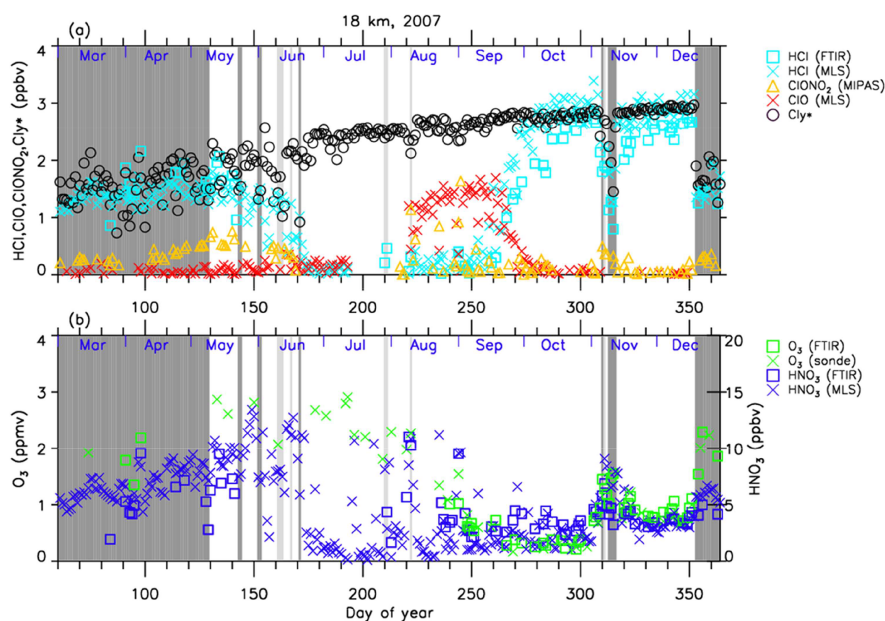 18 km, 2007
(a)
Mar Apr May Jun Jul Aug Sep Oct Nov Dec
HCl,ClO,ClONO2,Cly* (ppbv)
4
3
2
1
0
100 150 200 250 300 350
HCl (FTIR)
HCl (MLS)
ClONO2 (MIPAS)
ClO (MLS)
Cly*
(b)
Mar Apr May Jun Jul Aug Sep Oct Nov Dec
O3 (ppmv)
4
3
2
1
0
20
15
10
5
0
HNO3 (ppbv)
100 150 200 250 300 350
Day of year
O3 (FTIR)
O3 (sonde)
HNO3 (FTIR)
HNO3 (MLS)